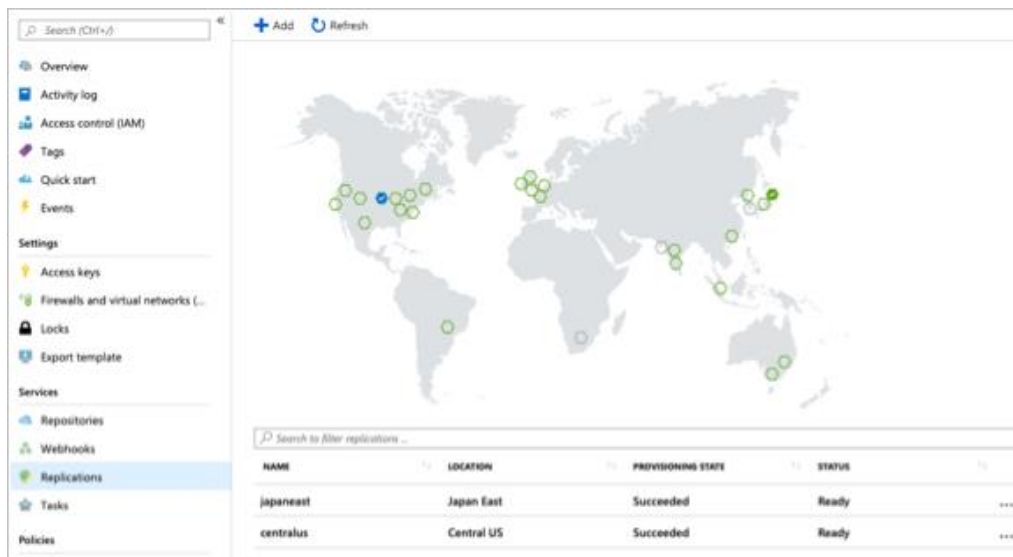 Search (Ctrl+/)
«
Add
Refresh
Overview
Activity log
Access control (IAM)
Tags
Quick start
Events
Settings
Access keys
Firewalls and virtual networks (...
Locks
Export template
Services
Repositories
Webhooks
Replications
Tasks
Policies
Search to filter replications ...
NAME LOCATION PROVISIONING STATE STATUS
japaneast Japan East Succeeded Ready ...
centralus Central US Succeeded Ready ...